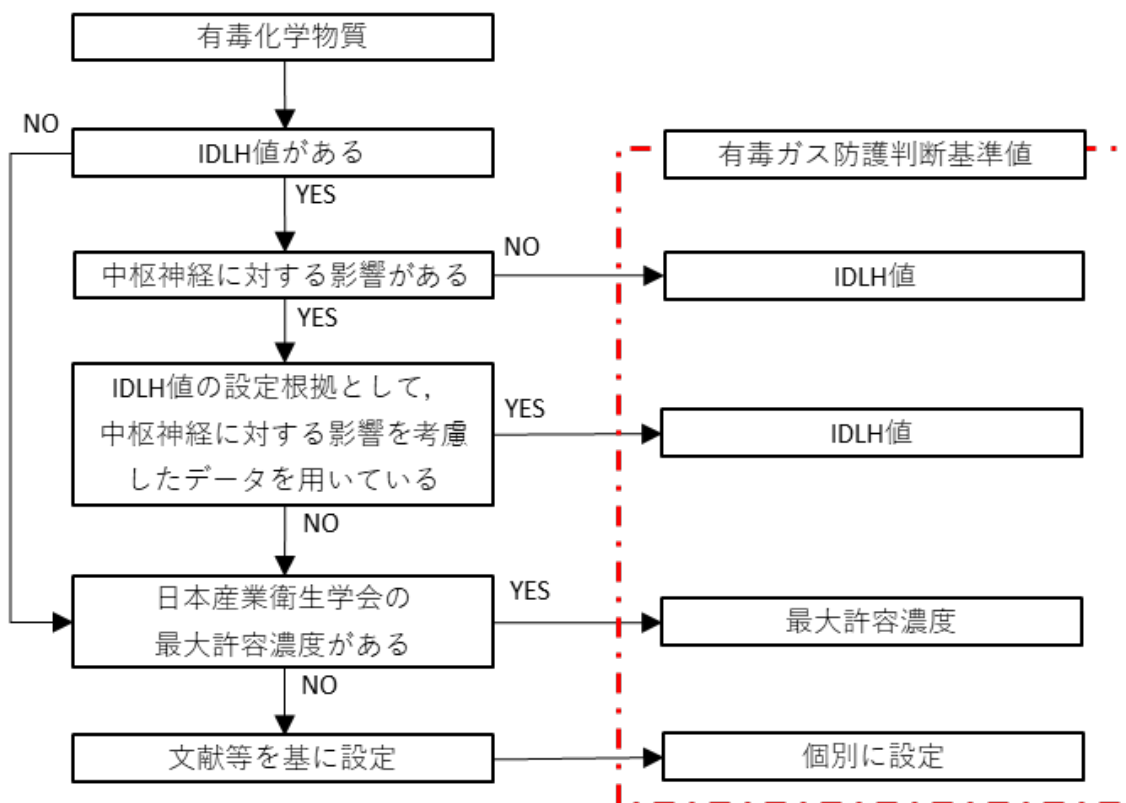 有毒化学物質
NO
IDLH値がある
有毒ガス防護判断基準値
YES
NO
中枢神経に対する影響がある
IDLH値
YES
IDLH値の設定根拠として,
中枢神経に対する影響を考慮
したデータを用いている
YES
IDLH値
NO
日本産業衛生学会の
最大許容濃度がある
YES
最大許容濃度
NO
文献等を基に設定
個別に設定